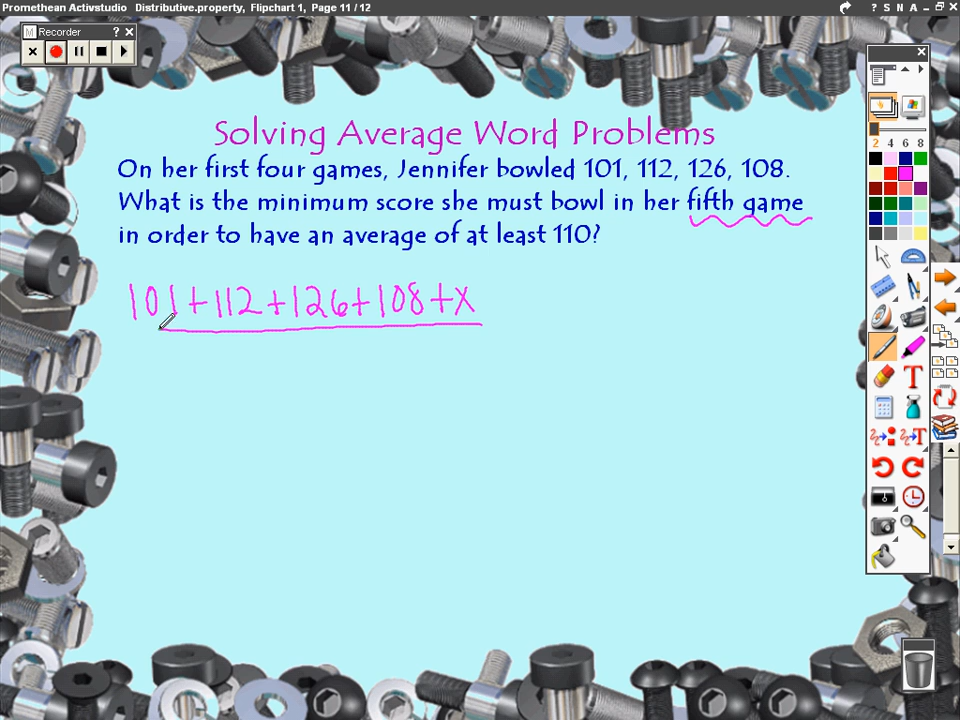 Promethean Activstudio Distributive.property, Flipchart 1, Page 11 / 12
? S N A
Recorder ?
Solving Average Word Problems
On her first four games, Jennifer bowled 101, 112, 126, 108.
What is the minimum score she must bowl in her fifth game
in order to have an average of at least 110?
101+112+126+108+x
2 4 6 8
T
T